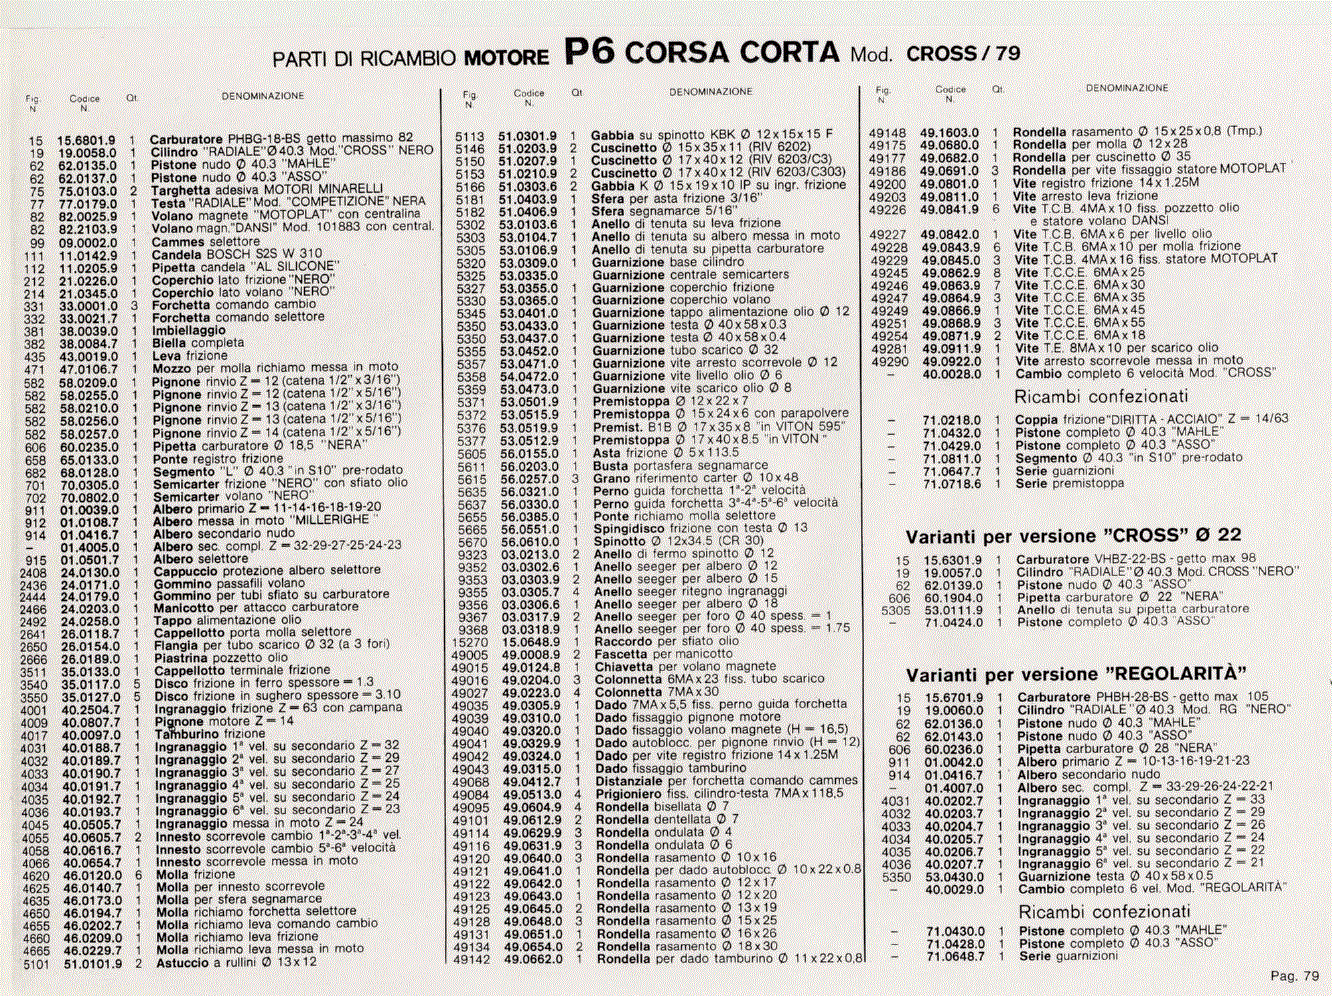 PARTI DI RICAMBIO MOTORE P6 CORSA CORTA Mod. CROSS / 79
Fig. N. Codice N. Qt. DENOMINAZIONE
15 15.6801.9 1 Carburatore PHBG-18-BS getto massimo 82
19 19.0058.0 1 Cilindro "RADIALE" Ø 40.3 Mod. "CROSS" NERO
62 62.0135.0 1 Pistone nudo Ø 40.3 "MAHLE"
62 62.0137.0 1 Pistone nudo Ø 40.3 "ASSO"
75 75.0103.0 2 Targhetta adesiva MOTORI MINARELLI
77 77.0179.0 1 Testa "RADIALE" Mod. "COMPETIZIONE" NERA
82 82.0025.9 1 Volano magnete "MOTOPLAT" con centralina
82 82.2103.9 1 Volano magn. "DANSI" Mod. 101883 con central.
99 09.0002.0 1 Cammes selettore
111 11.0142.9 1 Candela BOSCH S2S W 310
112 11.0205.9 1 Pipetta candela "AL SILICONE"
212 21.0226.0 1 Coperchio lato frizione "NERO"
214 21.0345.0 1 Coperchio lato volano "NERO"
331 33.0001.0 3 Forchetta comando cambio
332 33.0021.7 1 Forchetta comando selettore
381 38.0039.0 1 Imbiellaggio
382 38.0084.7 1 Biella completa
435 43.0019.0 1 Leva frizione
471 47.0106.7 1 Mozzo per molla richiamo messa in moto
582 58.0209.0 1 Pignone rinvio Z = 12 (catena 1/2" x 3/16")
582 58.0255.0 1 Pignone rinvio Z = 12 (catena 1/2" x 5/16")
582 58.0210.0 1 Pignone rinvio Z = 13 (catena 1/2" x 3/16")
582 58.0256.0 1 Pignone rinvio Z = 13 (catena 1/2" x 5/16")
582 58.0257.0 1 Pignone rinvio Z = 14 (catena 1/2" x 5/16")
606 60.0235.0 1 Pipetta carburatore Ø 18,5 "NERA"
658 65.0133.0 1 Ponte registro frizione
682 68.0128.0 1 Segmento "L" Ø 40.3 "in S10" pre-rodato
701 70.0305.0 1 Semicarter frizione "NERO" con sfiato olio
702 70.0802.0 1 Semicarter volano "NERO"
911 01.0039.0 1 Albero primario Z = 11-14-16-18-19-20
912 01.0108.7 1 Albero messa in moto "MILLERIGHE"
914 01.0416.7 1 Albero secondario nudo
– 01.4005.0 1 Albero sec. compl. Z = 32-29-27-25-24-23
915 01.0501.7 1 Albero selettore
2408 24.0130.0 1 Cappuccio protezione albero selettore
2436 24.0171.0 1 Gommino passafili volano
2444 24.0179.0 1 Gommino per tubi sfiato su carburatore
2466 24.0203.0 1 Manicotto per attacco carburatore
2492 24.0258.0 1 Tappo alimentazione olio
2641 26.0118.7 1 Cappellotto porta molla selettore
2650 26.0154.0 1 Flangia per tubo scarico Ø 32 (a 3 fori)
2666 26.0189.0 1 Piastrina pozzetto olio
3511 35.0133.0 1 Cappellotto terminale frizione
3540 35.0117.0 5 Disco frizione in ferro spessore = 1.3
3550 35.0127.0 5 Disco frizione in sughero spessore = 3.10
4001 40.2504.7 1 Ingranaggio frizione Z = 63 con campana
4009 40.0807.7 1 Pignone motore Z = 14
4017 40.0097.0 1 Tamburino frizione
4031 40.0188.7 1 Ingranaggio 1ª vel. su secondario Z = 32
4032 40.0189.7 1 Ingranaggio 2ª vel. su secondario Z = 29
4033 40.0190.7 1 Ingranaggio 3ª vel. su secondario Z = 27
4034 40.0191.7 1 Ingranaggio 4ª vel. su secondario Z = 25
4035 40.0192.7 1 Ingranaggio 5ª vel. su secondario Z = 24
4036 40.0193.7 1 Ingranaggio 6ª vel. su secondario Z = 23
4045 40.0505.7 1 Ingranaggio messa in moto Z = 24
4055 40.0605.7 2 Innesto scorrevole cambio 1ª-2ª-3ª-4ª vel.
4058 40.0616.7 1 Innesto scorrevole cambio 5ª-6ª velocità
4066 40.0654.7 1 Innesto scorrevole messa in moto
4620 46.0120.0 6 Molla frizione
4625 46.0140.7 1 Molla per innesto scorrevole
4635 46.0173.0 1 Molla per sfera segnamarce
4650 46.0194.7 1 Molla richiamo forchetta selettore
4655 46.0202.7 1 Molla richiamo leva comando cambio
4660 46.0209.0 1 Molla richiamo leva frizione
4665 46.0229.7 1 Molla richiamo leva messa in moto
5101 51.0101.9 2 Astuccio a rullini Ø 13 x 12
Fig. N. Codice N. Qt DENOMINAZIONE
5113 51.0301.9 1 Gabbia su spinotto KBK Ø 12 x 15 x 15 F
5146 51.0203.9 2 Cuscinetto Ø 15 x 35 x 11 (RIV 6202)
5150 51.0207.9 1 Cuscinetto Ø 17 x 40 x 12 (RIV 6203/C3)
5153 51.0210.9 2 Cuscinetto Ø 17 x 40 x 12 (RIV 6203/C303)
5166 51.0303.6 2 Gabbia K Ø 15 x 19 x 10 IP su ingr. frizione
5181 51.0403.9 1 Sfera per asta frizione 3/16"
5182 51.0406.9 1 Sfera segnamarce 5/16"
5302 53.0103.6 1 Anello di tenuta su leva frizione
5303 53.0104.7 1 Anello di tenuta su albero messa in moto
5305 53.0106.9 1 Anello di tenuta su pipetta carburatore
5320 53.0309.0 1 Guarnizione base cilindro
5325 53.0335.0 Guarnizione centrale semicarters
5327 53.0355.0 1 Guarnizione coperchio frizione
5330 53.0365.0 1 Guarnizione coperchio volano
5345 53.0401.0 1 Guarnizione tappo alimentazione olio Ø 12
5350 53.0433.0 1 Guarnizione testa Ø 40 x 58 x 0.3
5350 53.0437.0 1 Guarnizione testa Ø 40 x 58 x 0.4
5355 53.0452.0 1 Guarnizione tubo scarico Ø 32
5357 53.0471.0 1 Guarnizione vite arresto scorrevole Ø 12
5358 54.0472.0 1 Guarnizione vite livello olio Ø 6
5359 53.0473.0 1 Guarnizione vite scarico olio Ø 8
5371 53.0501.9 1 Premistoppa Ø 12 x 22 x 7
5372 53.0515.9 1 Premistoppa Ø 15 x 24 x 6 con parapolvere
5376 53.0519.9 1 Premist. B1B Ø 17 x 35 x 8 "in VITON 595"
5377 53.0512.9 1 Premistoppa Ø 17 x 40 x 8.5 "in VITON "
5605 56.0155.0 1 Asta frizione Ø 5 x 113.5
5611 56.0203.0 1 Busta portasfera segnamarce
5615 56.0257.0 3 Grano riferimento carter Ø 10 x 48
5635 56.0321.0 1 Perno guida forchetta 1ª-2ª velocità
5637 56.0330.0 1 Perno guida forchetta 3ª-4ª-5ª-6ª velocità
5655 56.0385.0 1 Ponte richiamo molla selettore
5665 56.0551.0 1 Spingidisco frizione con testa Ø 13
5670 56.0610.0 1 Spinotto Ø 12x34.5 (CR 30)
9323 03.0213.0 2 Anello di fermo spinotto Ø 12
9352 03.0302.6 1 Anello seeger per albero Ø 12
9353 03.0303.9 2 Anello seeger per albero Ø 15
9355 03.0305.7 4 Anello seeger ritegno ingranaggi
9356 03.0306.6 1 Anello seeger per albero Ø 18
9367 03.0317.9 2 Anello seeger per foro Ø 40 spess. = 1
9368 03.0318.9 1 Anello seeger per foro Ø 40 spess. = 1.75
15270 15.0648.9 1 Raccordo per sfiato olio
49005 49.0008.9 2 Fascetta per manicotto
49015 49.0124.8 1 Chiavetta per volano magnete
49016 49.0204.0 3 Colonnetta 6MA x 23 fiss. tubo scarico
49027 49.0223.0 4 Colonnetta 7MA x 30
49035 49.0305.9 1 Dado 7MA x 5,5 fiss. perno guida forchetta
49039 49.0310.0 1 Dado fissaggio pignone motore
49040 49.0320.0 1 Dado fissaggio volano magnete (H = 16,5)
49041 49.0329.9 1 Dado autoblocc. per pignone rinvio (H = 12)
49042 49.0324.0 1 Dado per vite registro frizione 14 x 1.25M
49043 49.0315.0 1 Dado fissaggio tamburino
49068 49.0412.7 1 Distanziale per forchetta comando cammes
49084 49.0513.0 4 Prigioniero fiss. cilindro-testa 7MA x 118,5
49095 49.0604.9 4 Rondella bisellata Ø 7
49101 49.0612.9 2 Rondella dentellata Ø 7
49114 49.0629.9 3 Rondella ondulata Ø 4
49116 49.0631.9 3 Rondella ondulata Ø 6
49120 49.0640.0 3 Rondella rasamento Ø 10 x 16
49121 49.0641.0 1 Rondella per dado autoblocc. Ø 10 x 22 x 0.8
49122 49.0642.0 1 Rondella rasamento Ø 12 x 17
49123 49.0643.0 1 Rondella rasamento Ø 12 x 20
49125 49.0645.0 2 Rondella rasamento Ø 13 x 19
49128 49.0648.0 3 Rondella rasamento Ø 15 x 25
49131 49.0651.0 1 Rondella rasamento Ø 16 x 26
49134 49.0654.0 2 Rondella rasamento Ø 18 x 30
49142 49.0662.0 1 Rondella per dado tamburino Ø 11 x 22 x 0,8
Fig. N. Codice N. Qt. DENOMINAZIONE
49148 49.1603.0 1 Rondella rasamento Ø 15 x 25 x 0,8 (Tmp.)
49175 49.0680.0 1 Rondella per molla Ø 12 x 28
49177 49.0682.0 1 Rondella per cuscinetto Ø 35
49186 49.0691.0 3 Rondella per vite fissaggio statore MOTOPLAT
49200 49.0801.0 1 Vite registro frizione 14 x 1.25M
49203 49.0811.0 1 Vite arresto leva frizione
49226 49.0841.9 6 Vite T.C.B. 4MA x 10 fiss. pozzetto olio
e statore volano DANSI
49227 49.0842.0 1 Vite T.C.B. 6MA x 6 per livello olio
49228 49.0843.9 6 Vite T.C.B. 6MA x 10 per molla frizione
49229 49.0845.0 3 Vite T.C.B. 4MA x 16 fiss. statore MOTOPLAT
49245 49.0862.9 8 Vite T.C.C.E. 6MA x 25
49246 49.0863.9 7 Vite T.C.C.E. 6MA x 30
49247 49.0864.9 3 Vite T.C.C.E. 6MA x 35
49249 49.0866.9 1 Vite T.C.C.E. 6MA x 45
49251 49.0868.9 3 Vite T.C.C.E. 6MA x 55
49254 49.0871.9 2 Vite T.C.C.E. 6MA x 18
49281 49.0911.9 1 Vite T.E. 8MA x 10 per scarico olio
49290 49.0922.0 1 Vite arresto scorrevole messa in moto
– 40.0028.0 1 Cambio completo 6 velocità Mod. "CROSS"
Ricambi confezionati
– 71.0218.0 1 Coppia frizione "DIRITTA - ACCIAIO" Z = 14/63
– 71.0432.0 1 Pistone completo Ø 40.3 "MAHLE"
– 71.0429.0 1 Pistone completo Ø 40.3 "ASSO"
– 71.0811.0 1 Segmento Ø 40.3 "in S10" pre-rodato
– 71.0647.7 1 Serie guarnizioni
– 71.0718.6 1 Serie premistoppa
Varianti per versione "CROSS" Ø 22
15 15.6301.9 1 Carburatore VHBZ-22-BS - getto max 98
19 19.0057.0 1 Cilindro "RADIALE" Ø 40.3 Mod. CROSS "NERO"
62 62.0139.0 1 Pistone nudo Ø 40.3 "ASSO"
606 60.1904.0 1 Pipetta carburatore Ø 22 "NERA"
5305 53.0111.9 1 Anello di tenuta su pipetta carburatore
– 71.0424.0 1 Pistone completo Ø 40.3 "ASSO"
Varianti per versione "REGOLARITÀ"
15 15.6701.9 1 Carburatore PHBH-28-BS - getto max 105
19 19.0060.0 1 Cilindro "RADIALE" Ø 40.3 Mod. RG "NERO"
62 62.0136.0 1 Pistone nudo Ø 40.3 "MAHLE"
62 62.0143.0 1 Pistone nudo Ø 40.3 "ASSO"
606 60.0236.0 1 Pipetta carburatore Ø 28 "NERA"
911 01.0042.0 1 Albero primario Z = 10-13-16-19-21-23
914 01.0416.7 1 Albero secondario nudo
– 01.4007.0 1 Albero sec. compl. Z = 33-29-26-24-22-21
4031 40.0202.7 1 Ingranaggio 1ª vel. su secondario Z = 33
4032 40.0203.7 1 Ingranaggio 2ª vel. su secondario Z = 29
4033 40.0204.7 1 Ingranaggio 3ª vel. su secondario Z = 26
4034 40.0205.7 1 Ingranaggio 4ª vel. su secondario Z = 24
4035 40.0206.7 1 Ingranaggio 5ª vel. su secondario Z = 22
4036 40.0207.7 1 Ingranaggio 6ª vel. su secondario Z = 21
5350 53.0430.0 1 Guarnizione testa Ø 40 x 58 x 0.5
– 40.0029.0 1 Cambio completo 6 vel. Mod. "REGOLARITÀ"
Ricambi confezionati
– 71.0430.0 1 Pistone completo Ø 40.3 "MAHLE"
– 71.0428.0 1 Pistone completo Ø 40.3 "ASSO"
– 71.0648.7 1 Serie guarnizioni
Pag. 79